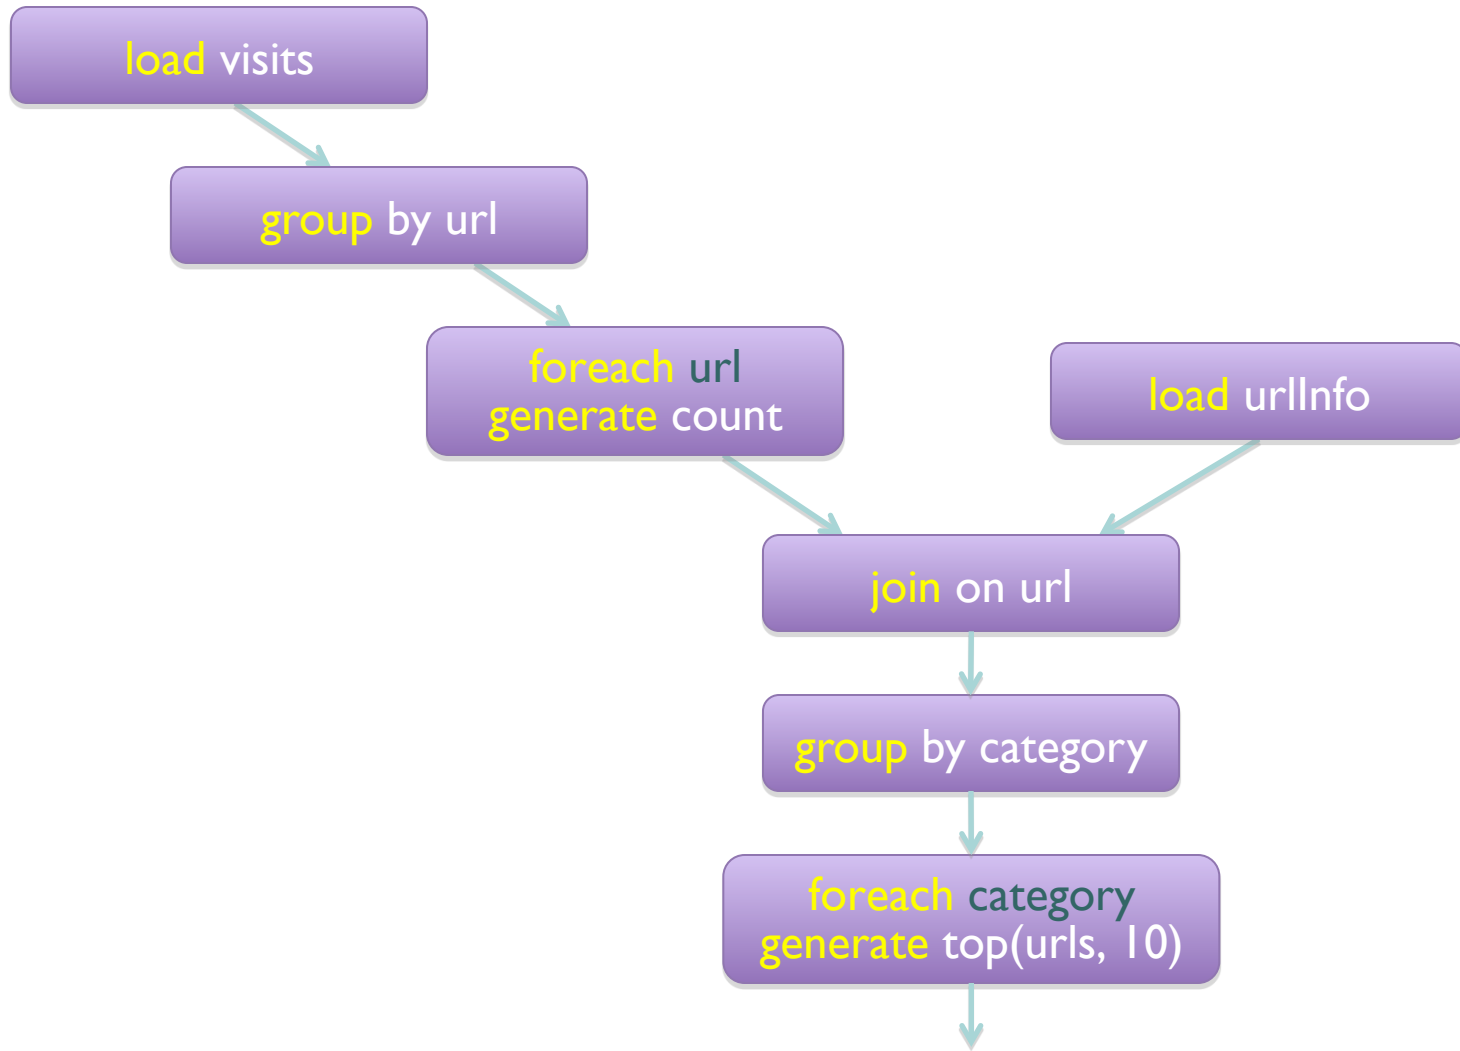 load visits
group by url
foreach url
generate count
load urlInfo
join on url
group by category
foreach category
generate top(urls, 10)